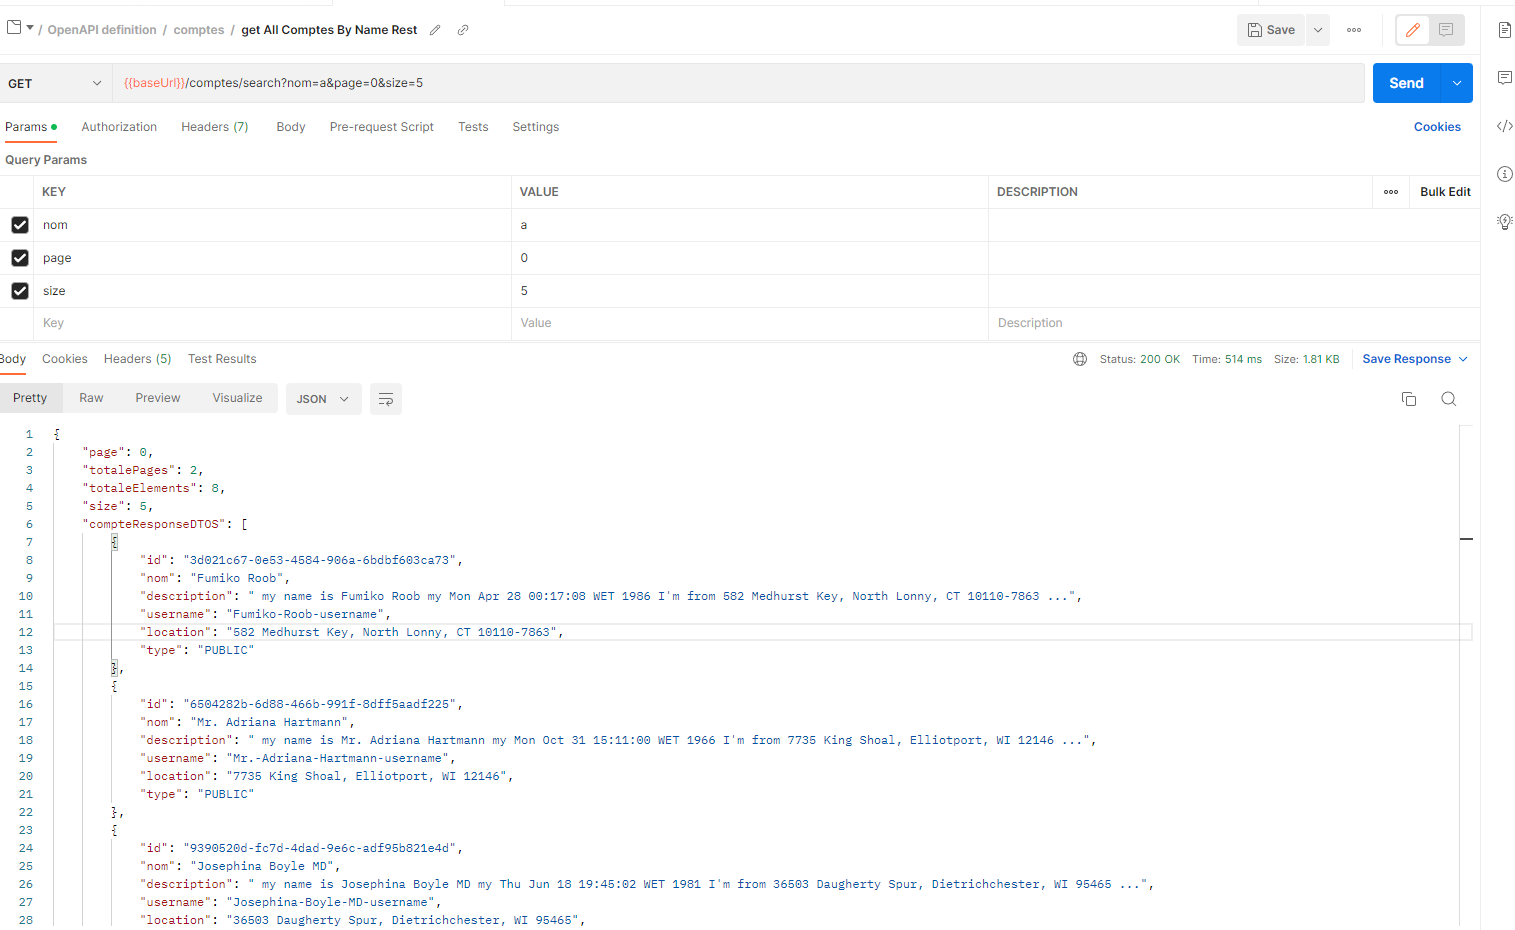 / OpenAPI definition / comptes / get All Comptes By Name Rest
Save
GET
{{baseUrl}}/comptes/search?nom=a&page=0&size=5
Send
Params Authorization Headers (7) Body Pre-request Script Tests Settings
Cookies
Query Params
KEY VALUE DESCRIPTION Bulk Edit
nom a
page 0
size 5
Key Value Description
Body Cookies Headers (5) Test Results
Status: 200 OK Time: 514 ms Size: 1.81 KB Save Response
Pretty Raw Preview Visualize JSON
1 {
2 "page": 0,
3 "totalePages": 2,
4 "totaleElements": 8,
5 "size": 5,
6 "compteResponseDTOS": [
7 {
8 "id": "3d021c67-0e53-4584-906a-6bdbf603ca73",
9 "nom": "Fumiko Roob",
10 "description": " my name is Fumiko Roob my Mon Apr 28 00:17:08 WET 1986 I'm from 582 Medhurst Key, North Lonny, CT 10110-7863 ...",
11 "username": "Fumiko-Roob-username",
12 "location": "582 Medhurst Key, North Lonny, CT 10110-7863",
13 "type": "PUBLIC"
14 },
15 {
16 "id": "6504282b-6d88-466b-991f-8dff5aadf225",
17 "nom": "Mr. Adriana Hartmann",
18 "description": " my name is Mr. Adriana Hartmann my Mon Oct 31 15:11:00 WET 1966 I'm from 7735 King Shoal, Elliotport, WI 12146 ...",
19 "username": "Mr.-Adriana-Hartmann-username",
20 "location": "7735 King Shoal, Elliotport, WI 12146",
21 "type": "PUBLIC"
22 },
23 {
24 "id": "9390520d-fc7d-4dad-9e6c-adf95b821e4d",
25 "nom": "Josephina Boyle MD",
26 "description": " my name is Josephina Boyle MD my Thu Jun 18 19:45:02 WET 1981 I'm from 36503 Daugherty Spur, Dietrichchester, WI 95465 ...",
27 "username": "Josephina-Boyle-MD-username",
28 "location": "36503 Daugherty Spur, Dietrichchester, WI 95465",